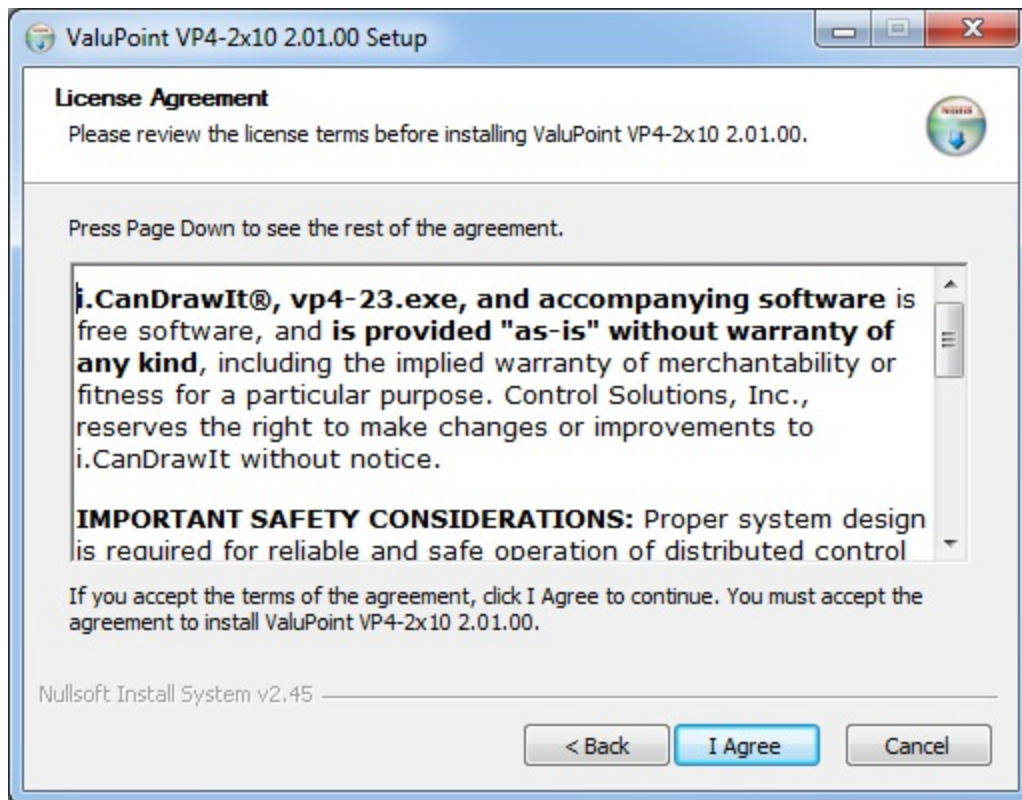 ValuPoint VP4-2x10 2.01.00 Setup
License Agreement
Please review the license terms before installing ValuPoint VP4-2x10 2.01.00.
NSIS
Press Page Down to see the rest of the agreement.
i.CanDrawIt®, vp4-23.exe, and accompanying software is
free software, and is provided "as-is" without warranty of
any kind, including the implied warranty of merchantability or
fitness for a particular purpose. Control Solutions, Inc.,
reserves the right to make changes or improvements to
i.CanDrawIt without notice.
IMPORTANT SAFETY CONSIDERATIONS: Proper system design
is required for reliable and safe operation of distributed control
If you accept the terms of the agreement, click I Agree to continue. You must accept the
agreement to install ValuPoint VP4-2x10 2.01.00.
Nullsoft Install System v2.45
< Back
I Agree
Cancel